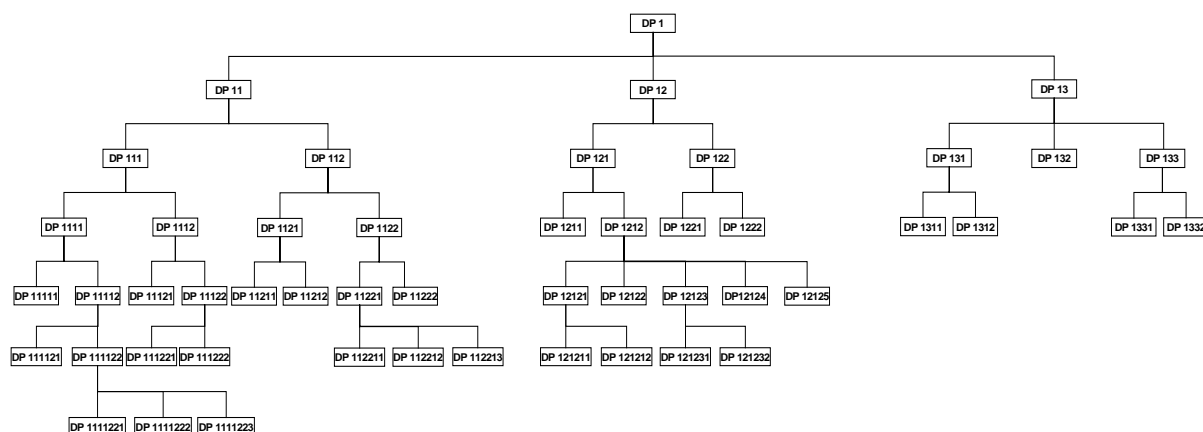 DP 1
DP 11 DP 12 DP 13
DP 111 DP 112 DP 121 DP 122 DP 131 DP 132 DP 133
DP 1111 DP 1112 DP 1121 DP 1122 DP 1211 DP 1212 DP 1221 DP 1222 DP 1311 DP 1312 DP 1331 DP 1332
DP 11111 DP 11112 DP 11121 DP 11122 DP 11211 DP 11212 DP 11221 DP 11222 DP 12121 DP 12122 DP 12123 DP12124 DP 12125
DP 111121 DP 111122 DP 111221 DP 111222 DP 112211 DP 112212 DP 112213 DP 121211 DP 121212 DP 121231 DP 121232
DP 1111221 DP 1111222 DP 1111223